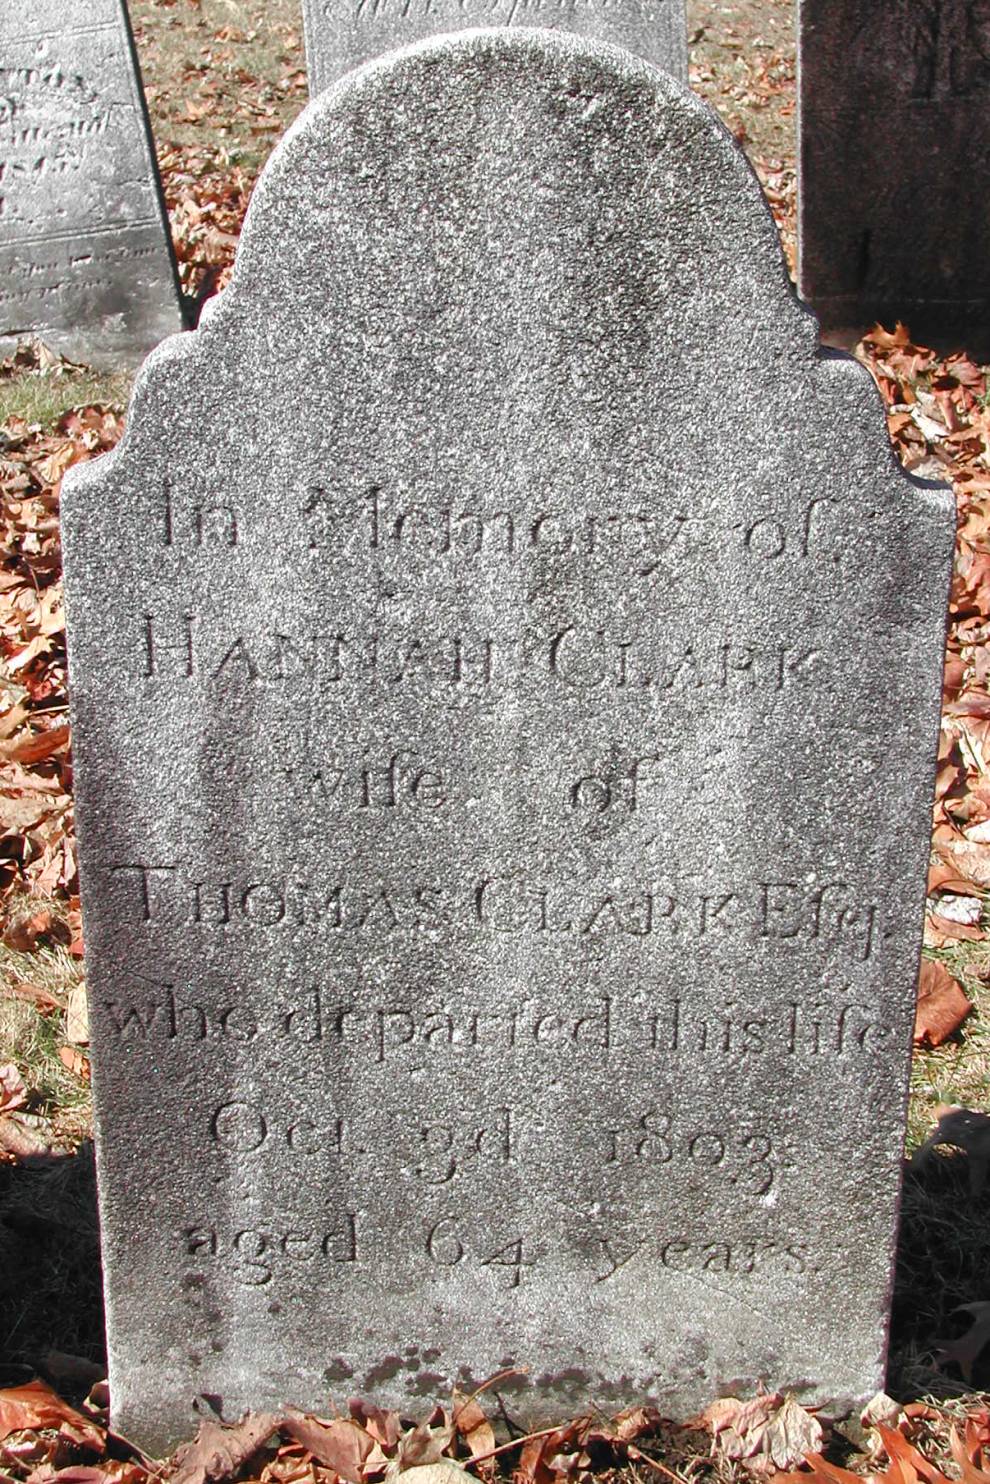 In Memory of
HANNAH CLARK
wife of
THOMAS CLARK Esq.
who departed this life
Oct. 3d 1803.
aged 64 years.